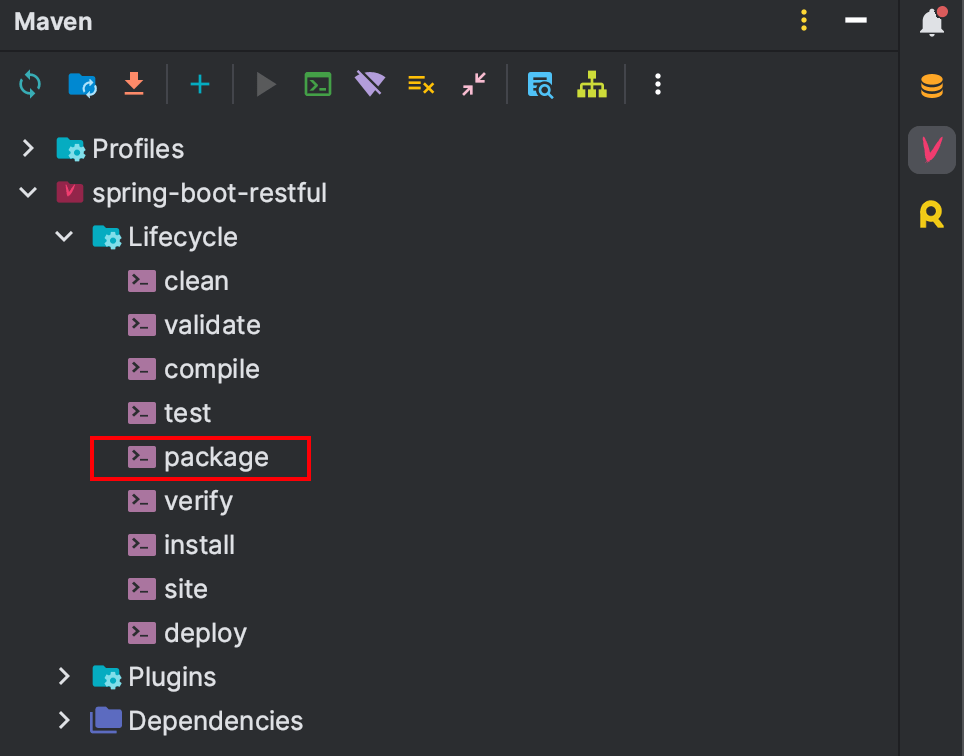 Maven
Profiles
spring-boot-restful
Lifecycle
clean
validate
compile
test
package
verify
install
site
deploy
Plugins
Dependencies